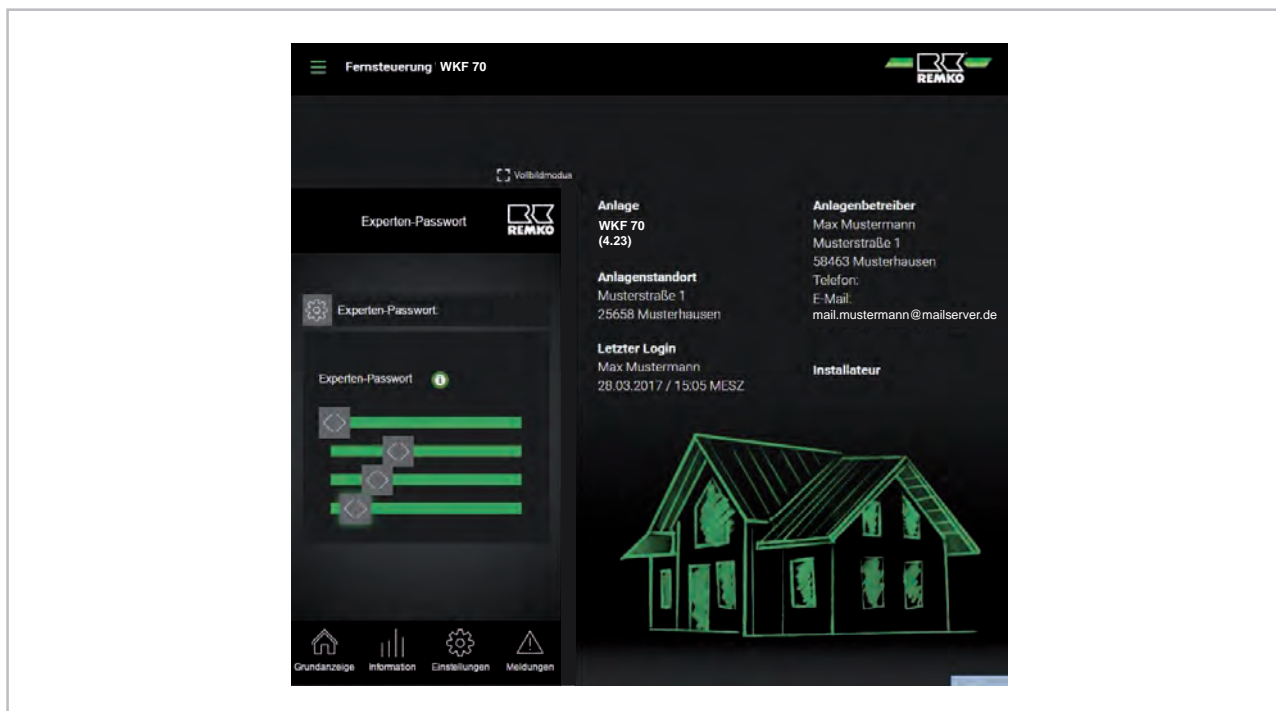 Fernsteuerung WKF 70
REMKO
Vollbildmodus
Experten-Passwort
REMKO
Experten-Passwort
Experten-Passwort
Grundanzeige
Information
Einstellungen
Meldungen
Anlage
WKF 70
(4.23)
Anlagenstandort
Musterstraße 1
25658 Musterhausen
Letzter Login
Max Mustermann
28.03.2017 / 15:05 MESZ
Anlagenbetreiber
Max Mustermann
Musterstraße 1
58463 Musterhausen
Telefon:
E-Mail:
mail.mustermann@mailserver.de
Installateur